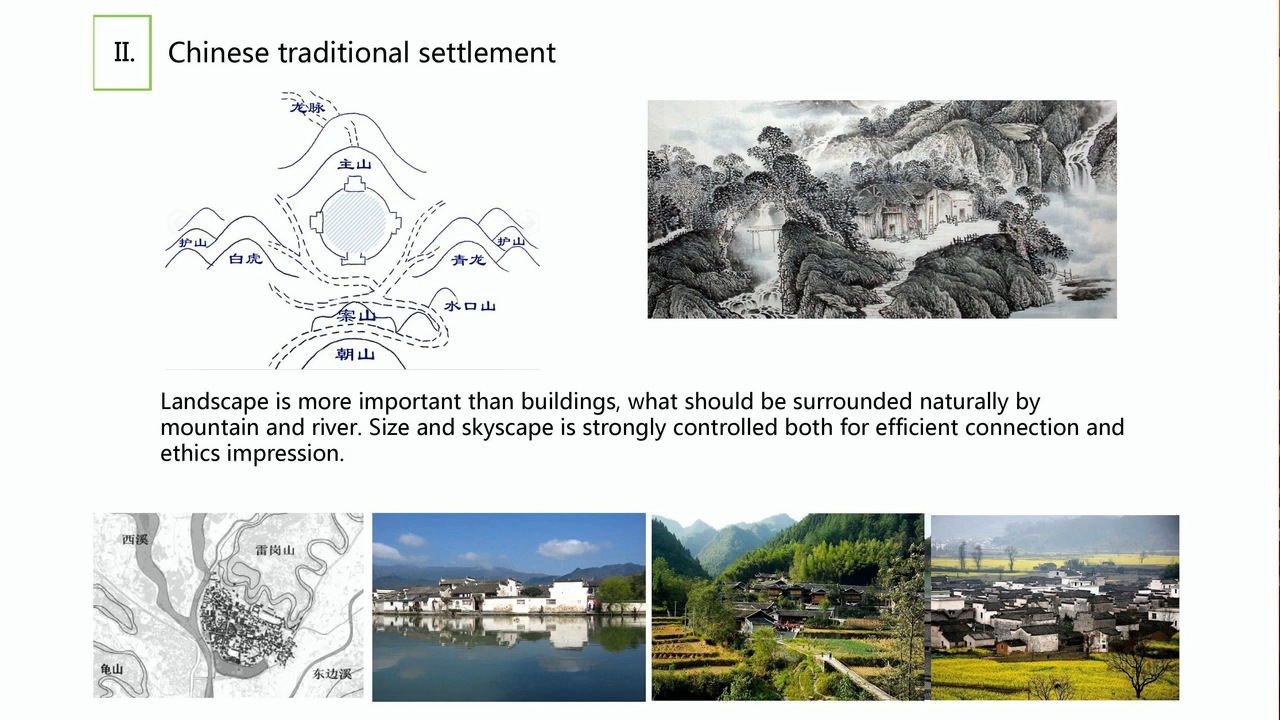 II.
Chinese traditional settlement
龙脉
主山
护山
白虎
青龙
护山
水口山
案山
朝山
Landscape is more important than buildings, what should be surrounded naturally by
mountain and river. Size and skyscape is strongly controlled both for efficient connection and
ethics impression.
西溪
雷岗山
龟山
东边溪